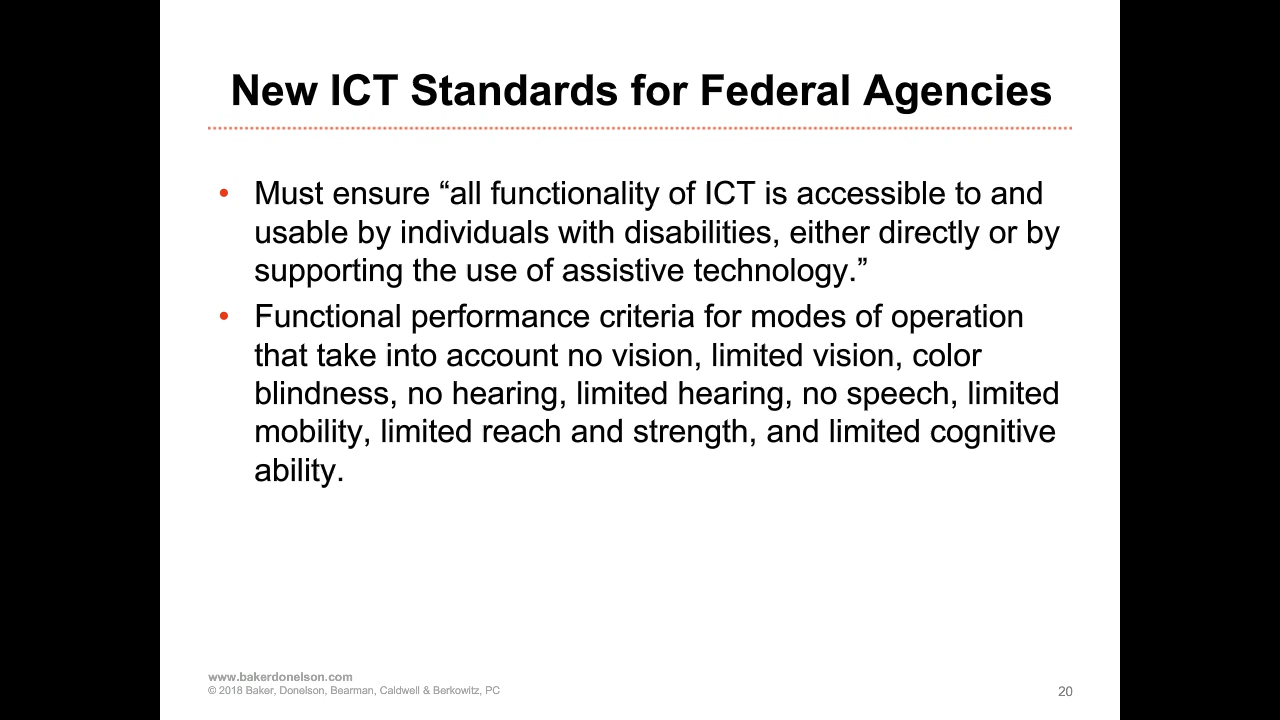 New ICT Standards for Federal Agencies
• Must ensure “all functionality of ICT is accessible to and
usable by individuals with disabilities, either directly or by
supporting the use of assistive technology.”
• Functional performance criteria for modes of operation
that take into account no vision, limited vision, color
blindness, no hearing, limited hearing, no speech, limited
mobility, limited reach and strength, and limited cognitive
ability.
www.bakerdonelson.com
© 2018 Baker, Donelson, Bearman, Caldwell & Berkowitz, PC
20